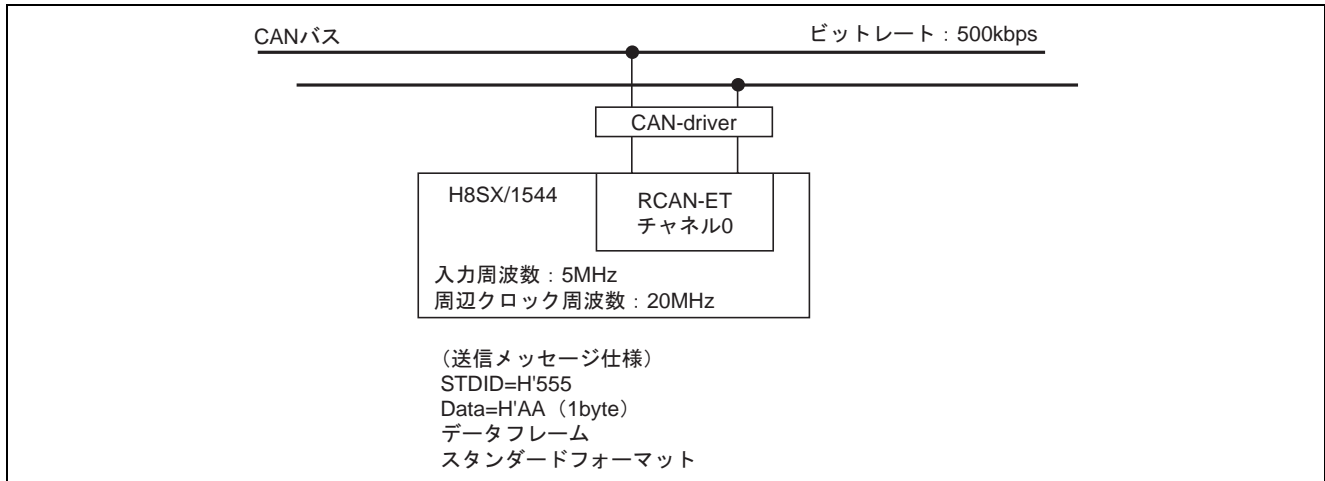 CANバス
ビットレート：500kbps
CAN-driver
H8SX/1544
RCAN-ET
チャネル0
入力周波数：5MHz
周辺クロック周波数：20MHz
（送信メッセージ仕様）
STDID=H'555
Data=H'AA（1byte）
データフレーム
スタンダードフォーマット